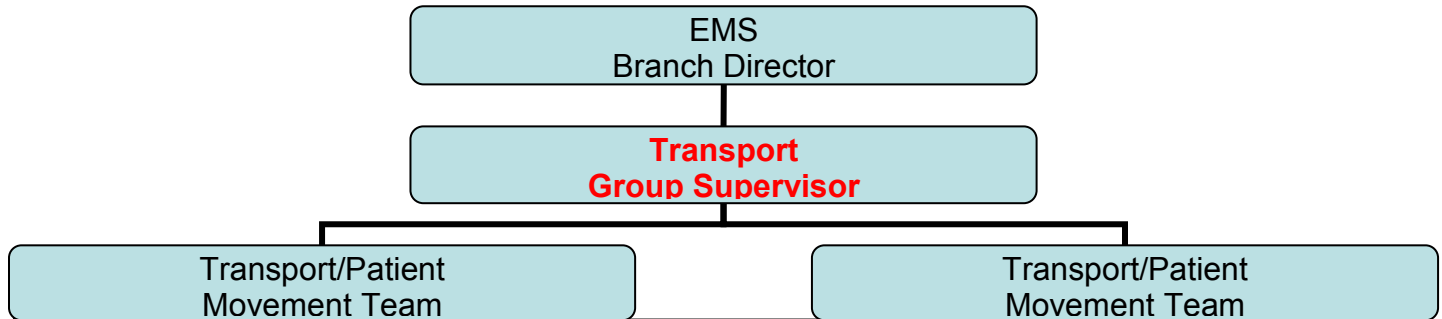 EMS
Branch Director
Transport
Group Supervisor
Transport/Patient
Movement Team
Transport/Patient
Movement Team